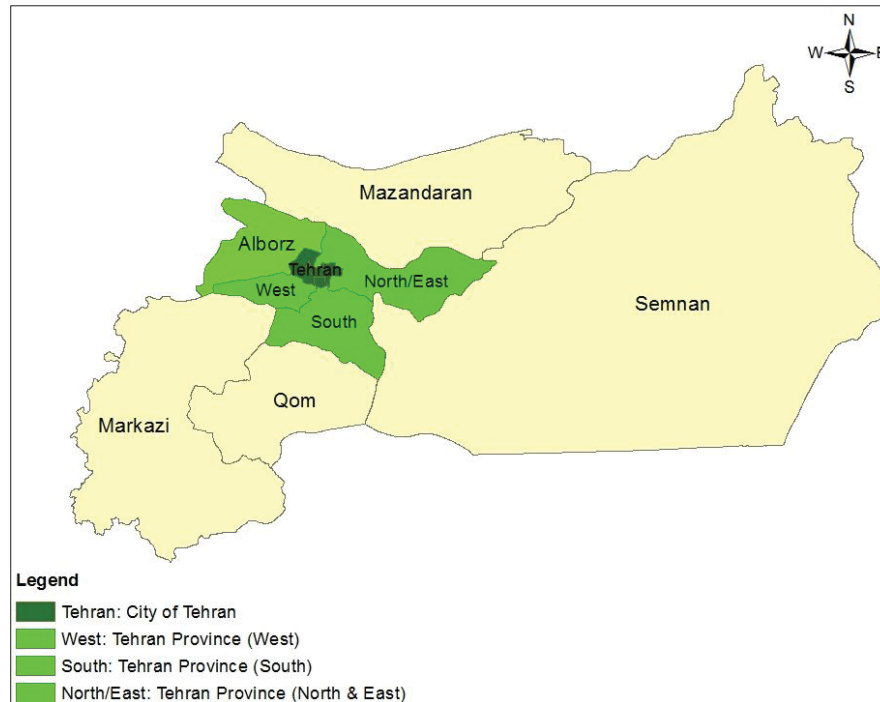 N
W E
S
Mazandaran
Alborz
Tehran
North/East
West
Semnan
South
Qom
Markazi
Legend
Tehran: City of Tehran
West: Tehran Province (West)
South: Tehran Province (South)
North/East: Tehran Province (North & East)